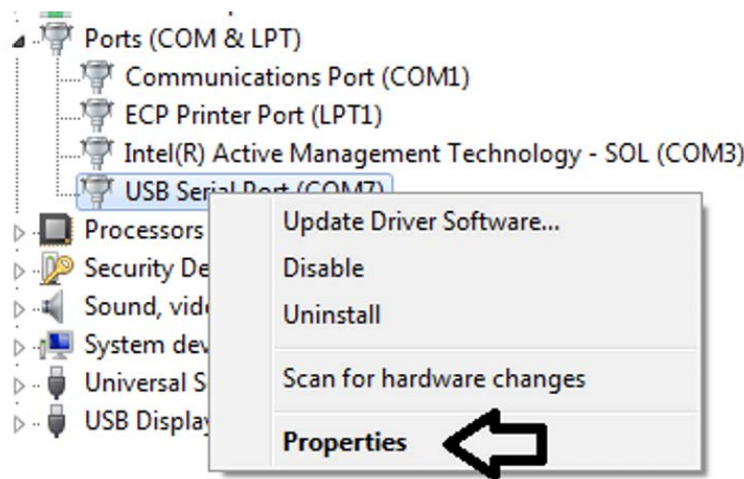 Ports (COM & LPT)
Communications Port (COM1)
ECP Printer Port (LPT1)
Intel(R) Active Management Technology - SOL (COM3)
USB Serial Port (COM7)
Update Driver Software...
Disable
Uninstall
Scan for hardware changes
Properties
Processors
Security De
Sound, vid
System dev
Universal S
USB Display